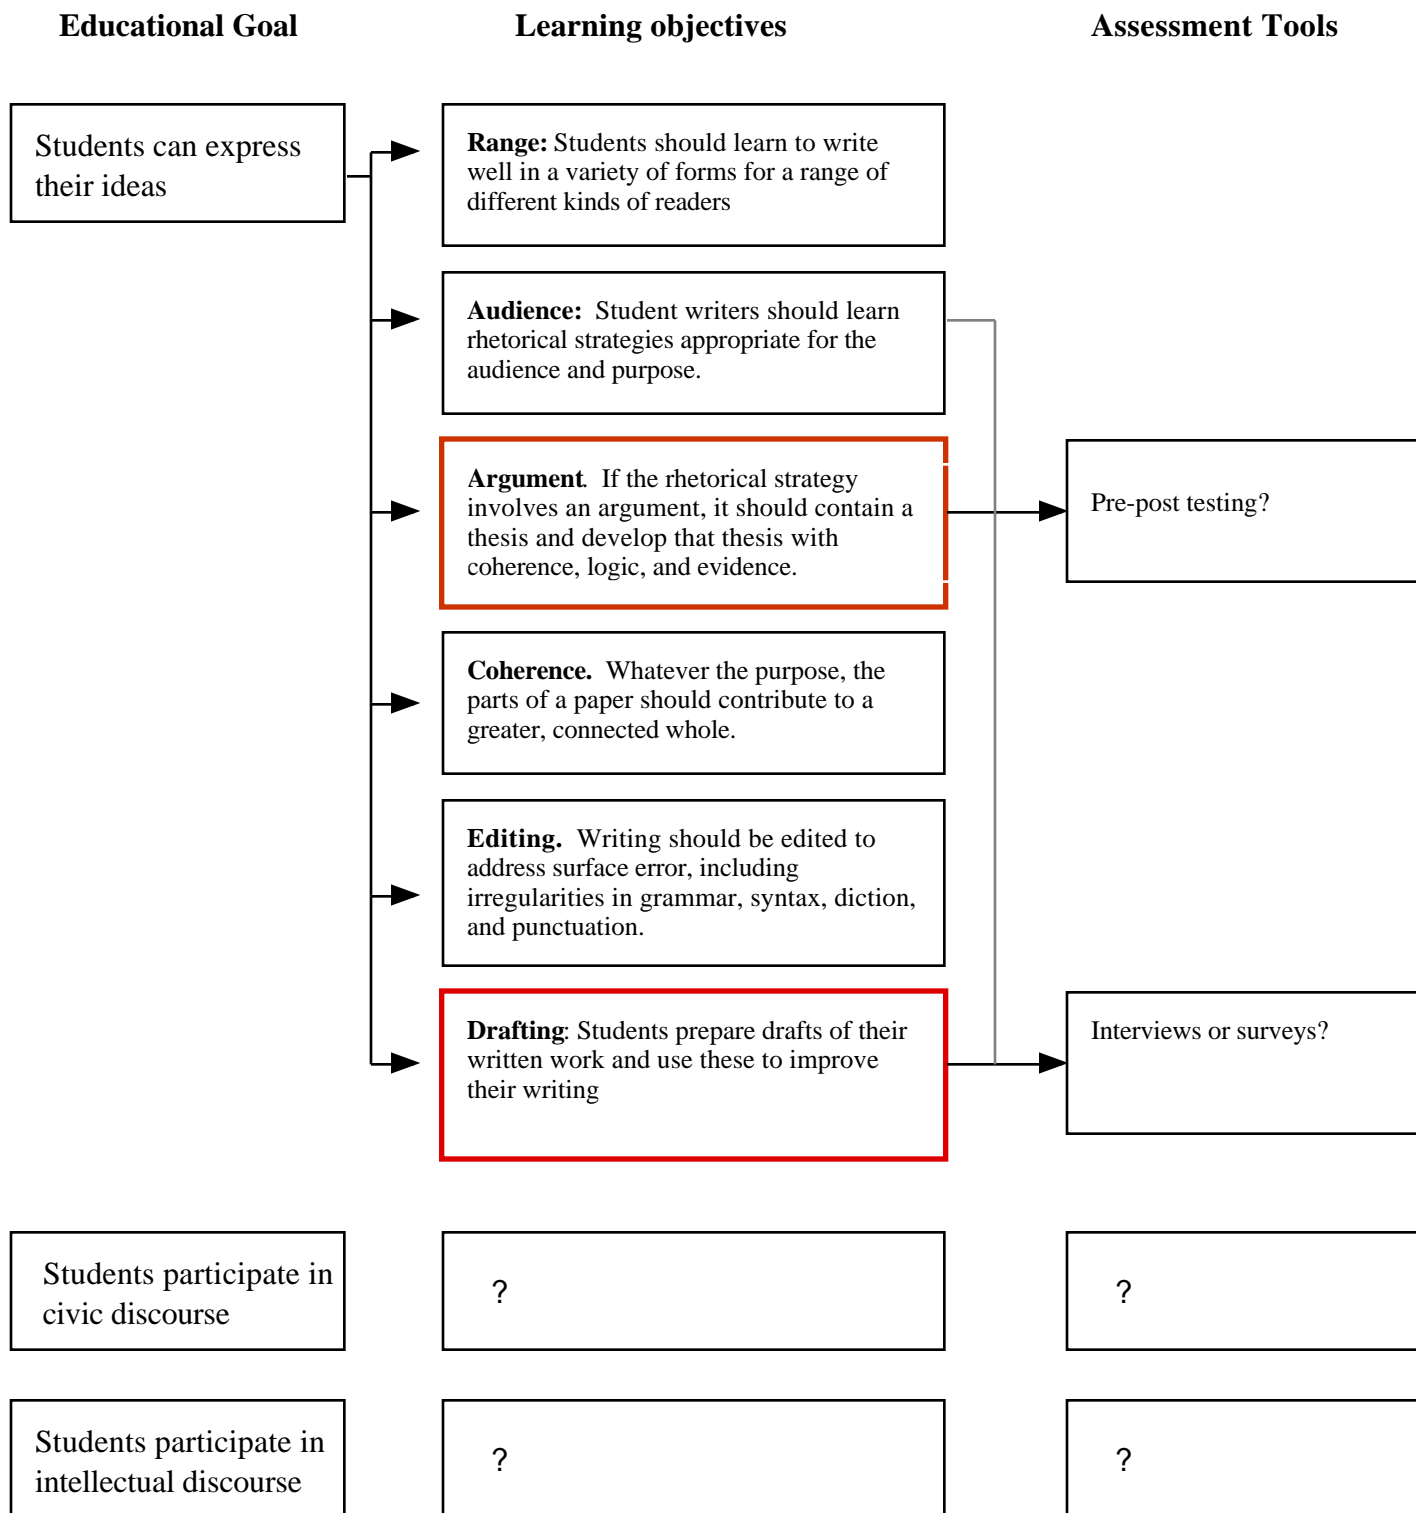 Educational Goal
Learning objectives
Assessment Tools
Students can express
their ideas
Range: Students should learn to write
well in a variety of forms for a range of
different kinds of readers
Audience:  Student writers should learn
rhetorical strategies appropriate for the
audience and purpose.
Argument.  If the rhetorical strategy
involves an argument, it should contain a
thesis and develop that thesis with
coherence, logic, and evidence.
Pre-post testing?
Coherence.  Whatever the purpose, the
parts of a paper should contribute to a
greater, connected whole.
Editing.  Writing should be edited to
address surface error, including
irregularities in grammar, syntax, diction,
and punctuation.
Drafting: Students prepare drafts of their
written work and use these to improve
their writing
Interviews or surveys?
Students participate in
civic discourse
?
?
Students participate in
intellectual discourse
?
?